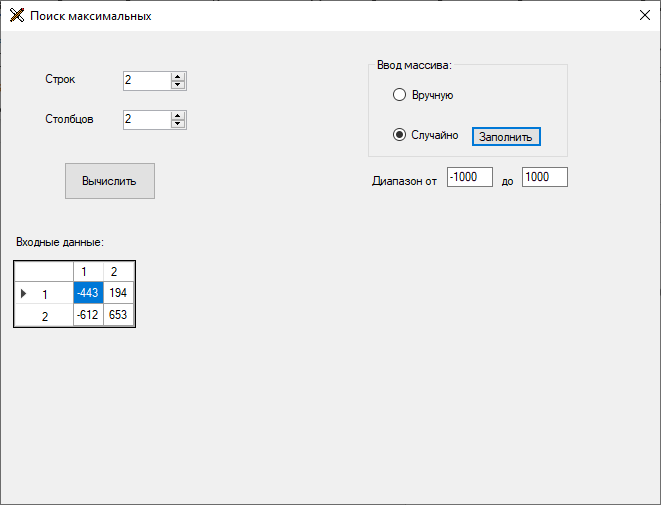 Поиск максимальных
Строк 2
Столбцов 2
Вычислить
Ввод массива:
Вручную
Случайно Заполнить
Диапазон от -1000 до 1000
Входные данные:
1 2
1 -443 194
2 -612 653